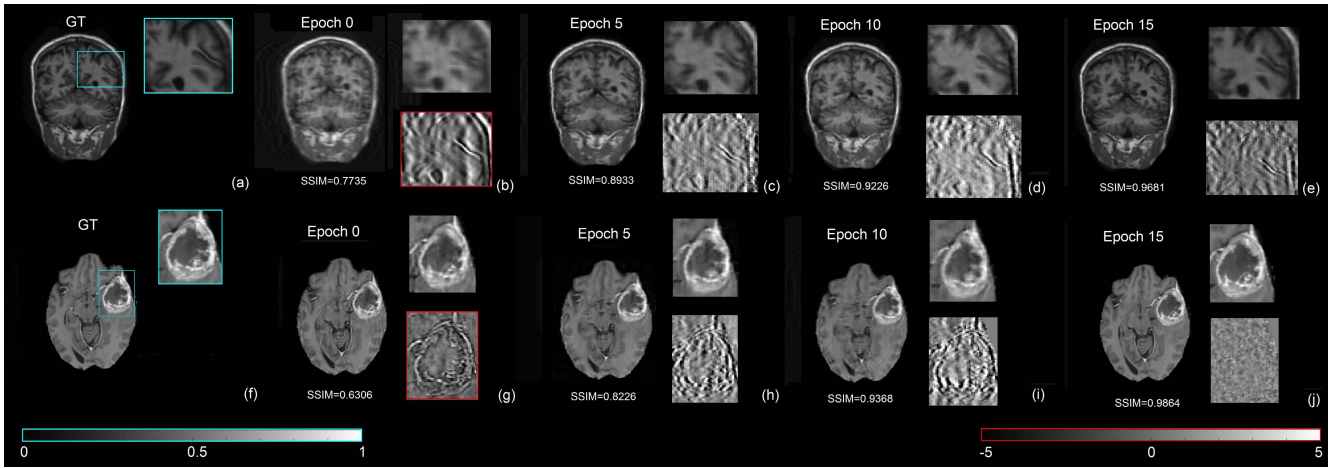 GT
Epoch 0
Epoch 5
Epoch 10
Epoch 15
SSIM=0.7735
SSIM=0.8933
SSIM=0.9226
SSIM=0.9681
(a)
(b)
(c)
(d)
(e)
GT
Epoch 0
Epoch 5
Epoch 10
Epoch 15
SSIM=0.6306
SSIM=0.8226
SSIM=0.9368
SSIM=0.9864
(f)
(g)
(h)
(i)
(j)
0
0.5
1
-5
0
5